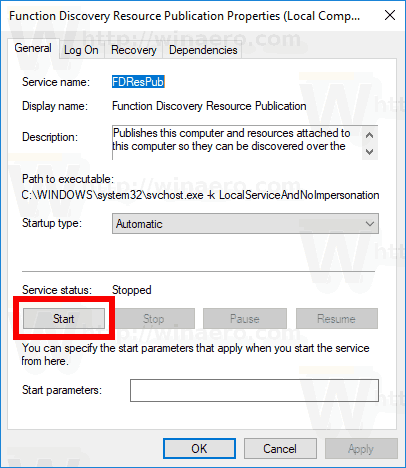 Function Discovery Resource Publication Properties (Local Comp...
General Log On Recovery Dependencies
Service name: FDResPub
Display name: Function Discovery Resource Publication
Description: Publishes this computer and resources attached to
this computer so they can be discovered over the
Path to executable:
C:\WINDOWS\system32\svchost.exe -k LocalServiceAndNoImpersonation
Startup type: Automatic
Service status: Stopped
Start Stop Pause Resume
You can specify the start parameters that apply when you start the service
from here.
Start parameters:
OK Cancel Apply
http://winaero.com